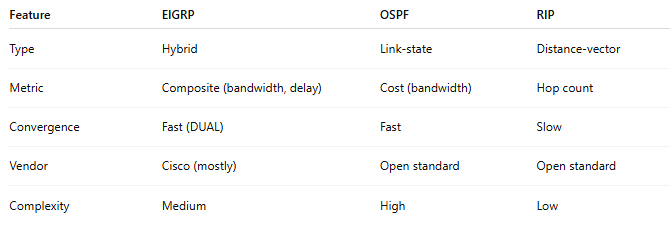 Feature EIGRP OSPF RIP
Type Hybrid Link-state Distance-vector
Metric Composite (bandwidth, delay) Cost (bandwidth) Hop count
Convergence Fast (DUAL) Fast Slow
Vendor Cisco (mostly) Open standard Open standard
Complexity Medium High Low